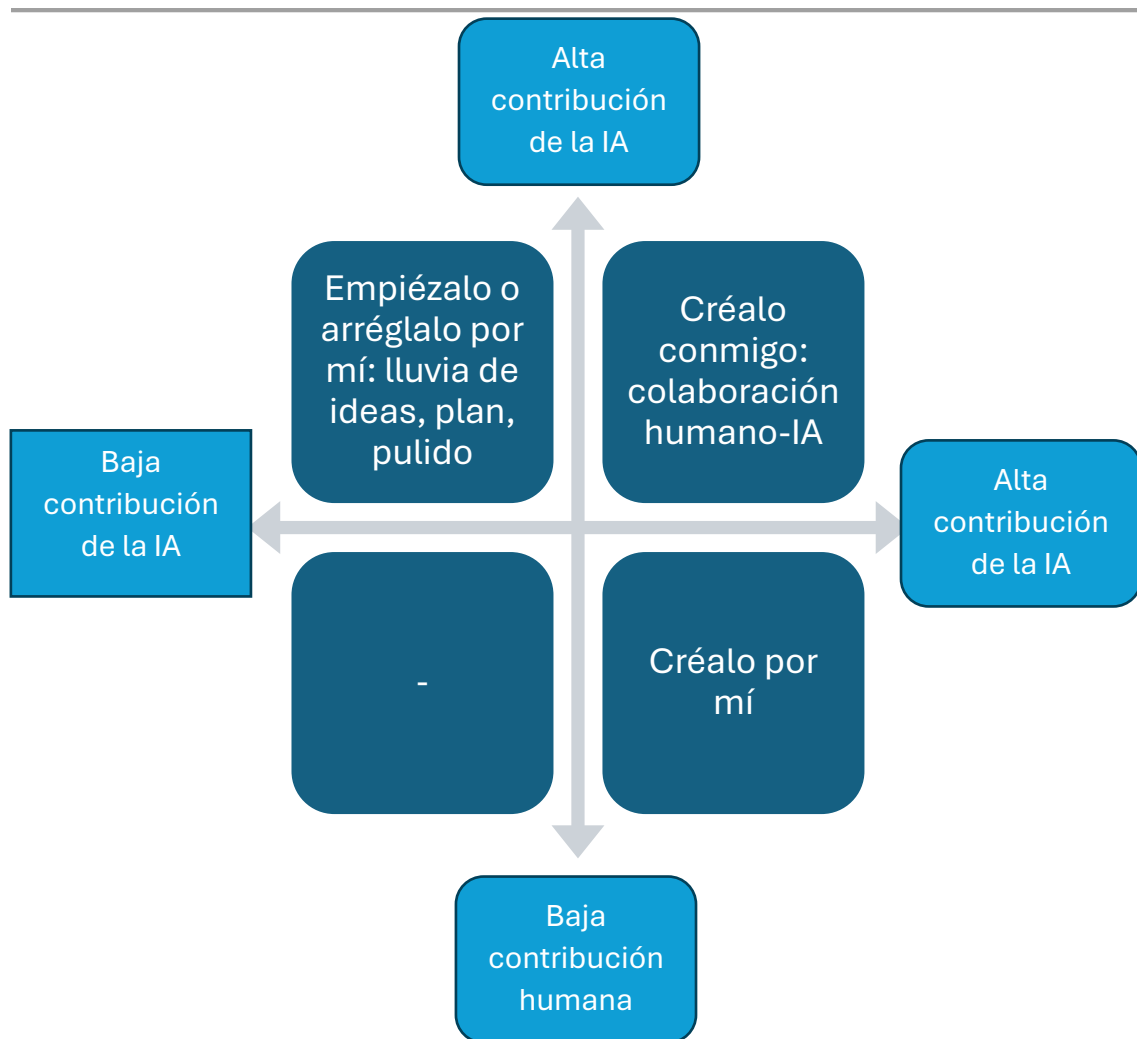 Alta
contribución
de la IA
Empiézalo o
arréglalo por
mí: lluvia de
ideas, plan,
pulido
Créalo
conmigo:
colaboración
humano-IA
Baja
contribución
de la IA
Alta
contribución
de la IA
-
Créalo por
mí
Baja
contribución
humana